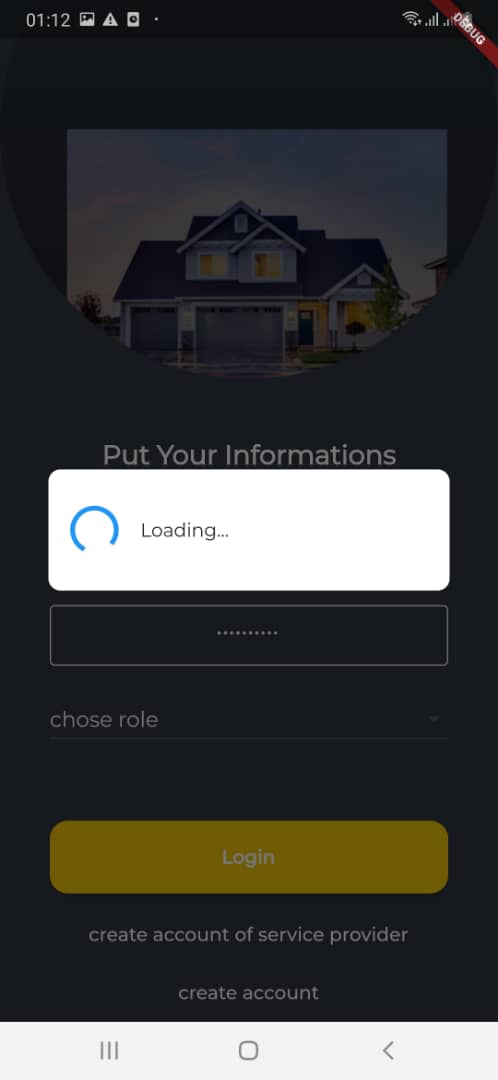 01:12
DEBUG
Put Your Informations
Loading...
••••••••••
chose role
Login
create account of service provider
create account